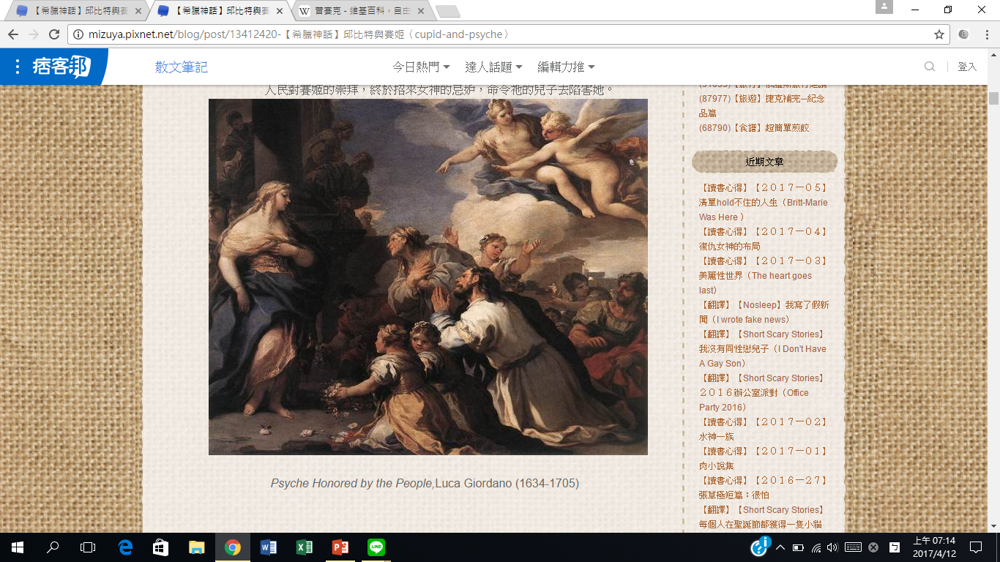 【希臘神話】邱比特與賽
【希臘神話】邱比特與賽
普賽克 - 維基百科，自由
mizuya.pixnet.net/blog/post/13412420-【希臘神話】邱比特與賽姬（cupid-and-psyche）
痞客邦
散文筆記
今日熱門
達人話題
編輯力推
登入
人民對賽姬的崇拜，終於招來女神的忌妒，命令祂的兒子去陷害她。
Psyche Honored by the People,Luca Giordano (1634-1705)
(87977)【旅遊】捷克補完─紀念
品篇
(68790)【食譜】超簡單煎餃
近期文章
【讀書心得】【２０１７－０５】
清單hold不住的人生（Britt-Marie
Was Here ）
【讀書心得】【２０１７－０４】
復仇女神的布局
【讀書心得】【２０１７－０３】
美麗性世界（The heart goes
last）
【翻譯】【Nosleep】我寫了假新
聞（I wrote fake news）
【翻譯】【Short Scary Stories】
我沒有同性戀兒子（I Don't Have
A Gay Son）
【翻譯】【Short Scary Stories】
２０１６辦公室派對（Office
Party 2016）
【讀書心得】【２０１７－０２】
水神一族
【讀書心得】【２０１７－０１】
肉小說集
【讀書心得】【２０１６－２７】
張草極短篇：很怕
【翻譯】【Short Scary Stories】
每個人在聖誕節都獲得一隻小貓
上午 07:14
2017/4/12